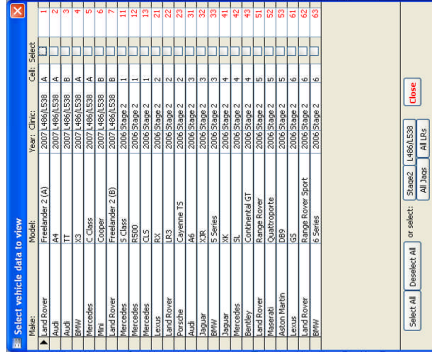 Select vehicle data to view
Make: Model: Year: Clinic: Cell: Select
Land Rover Freelander 2 (A) 2007 L486/L538 A 1
Audi A4 2007 L486/L538 A 2
Audi TT 2007 L486/L538 B 3
BMW X3 2007 L486/L538 A 4
Mercedes C Class 2007 L486/L538 A 5
Mini Cooper 2007 L486/L538 B 6
Land Rover Freelander 2 (B) 2007 L486/L538 B 7
Mercedes S Class 2006 Stage 2 1 11
Mercedes R500 2006 Stage 2 1 12
Mercedes CLS 2006 Stage 2 1 13
Lexus RX 2006 Stage 2 2 21
Land Rover LR3 2006 Stage 2 2 22
Porsche Cayenne TS 2006 Stage 2 2 23
Audi A6 2006 Stage 2 3 31
Jaguar XJR 2006 Stage 2 3 32
BMW 5 Series 2006 Stage 2 3 33
Jaguar XK 2006 Stage 2 4 41
Mercedes SL 2006 Stage 2 4 42
Bentley Continental GT 2006 Stage 2 4 43
Land Rover Range Rover 2006 Stage 2 5 51
Maserati Quattroporte 2006 Stage 2 5 52
Aston Martin DB9 2006 Stage 2 5 53
Lexus GS 2006 Stage 2 6 61
Land Rover Range Rover Sport 2006 Stage 2 6 62
BMW 6 Series 2006 Stage 2 6 63
Select All Deselect All or select: Stage2 L486/L538 Close
All Jags All LRs